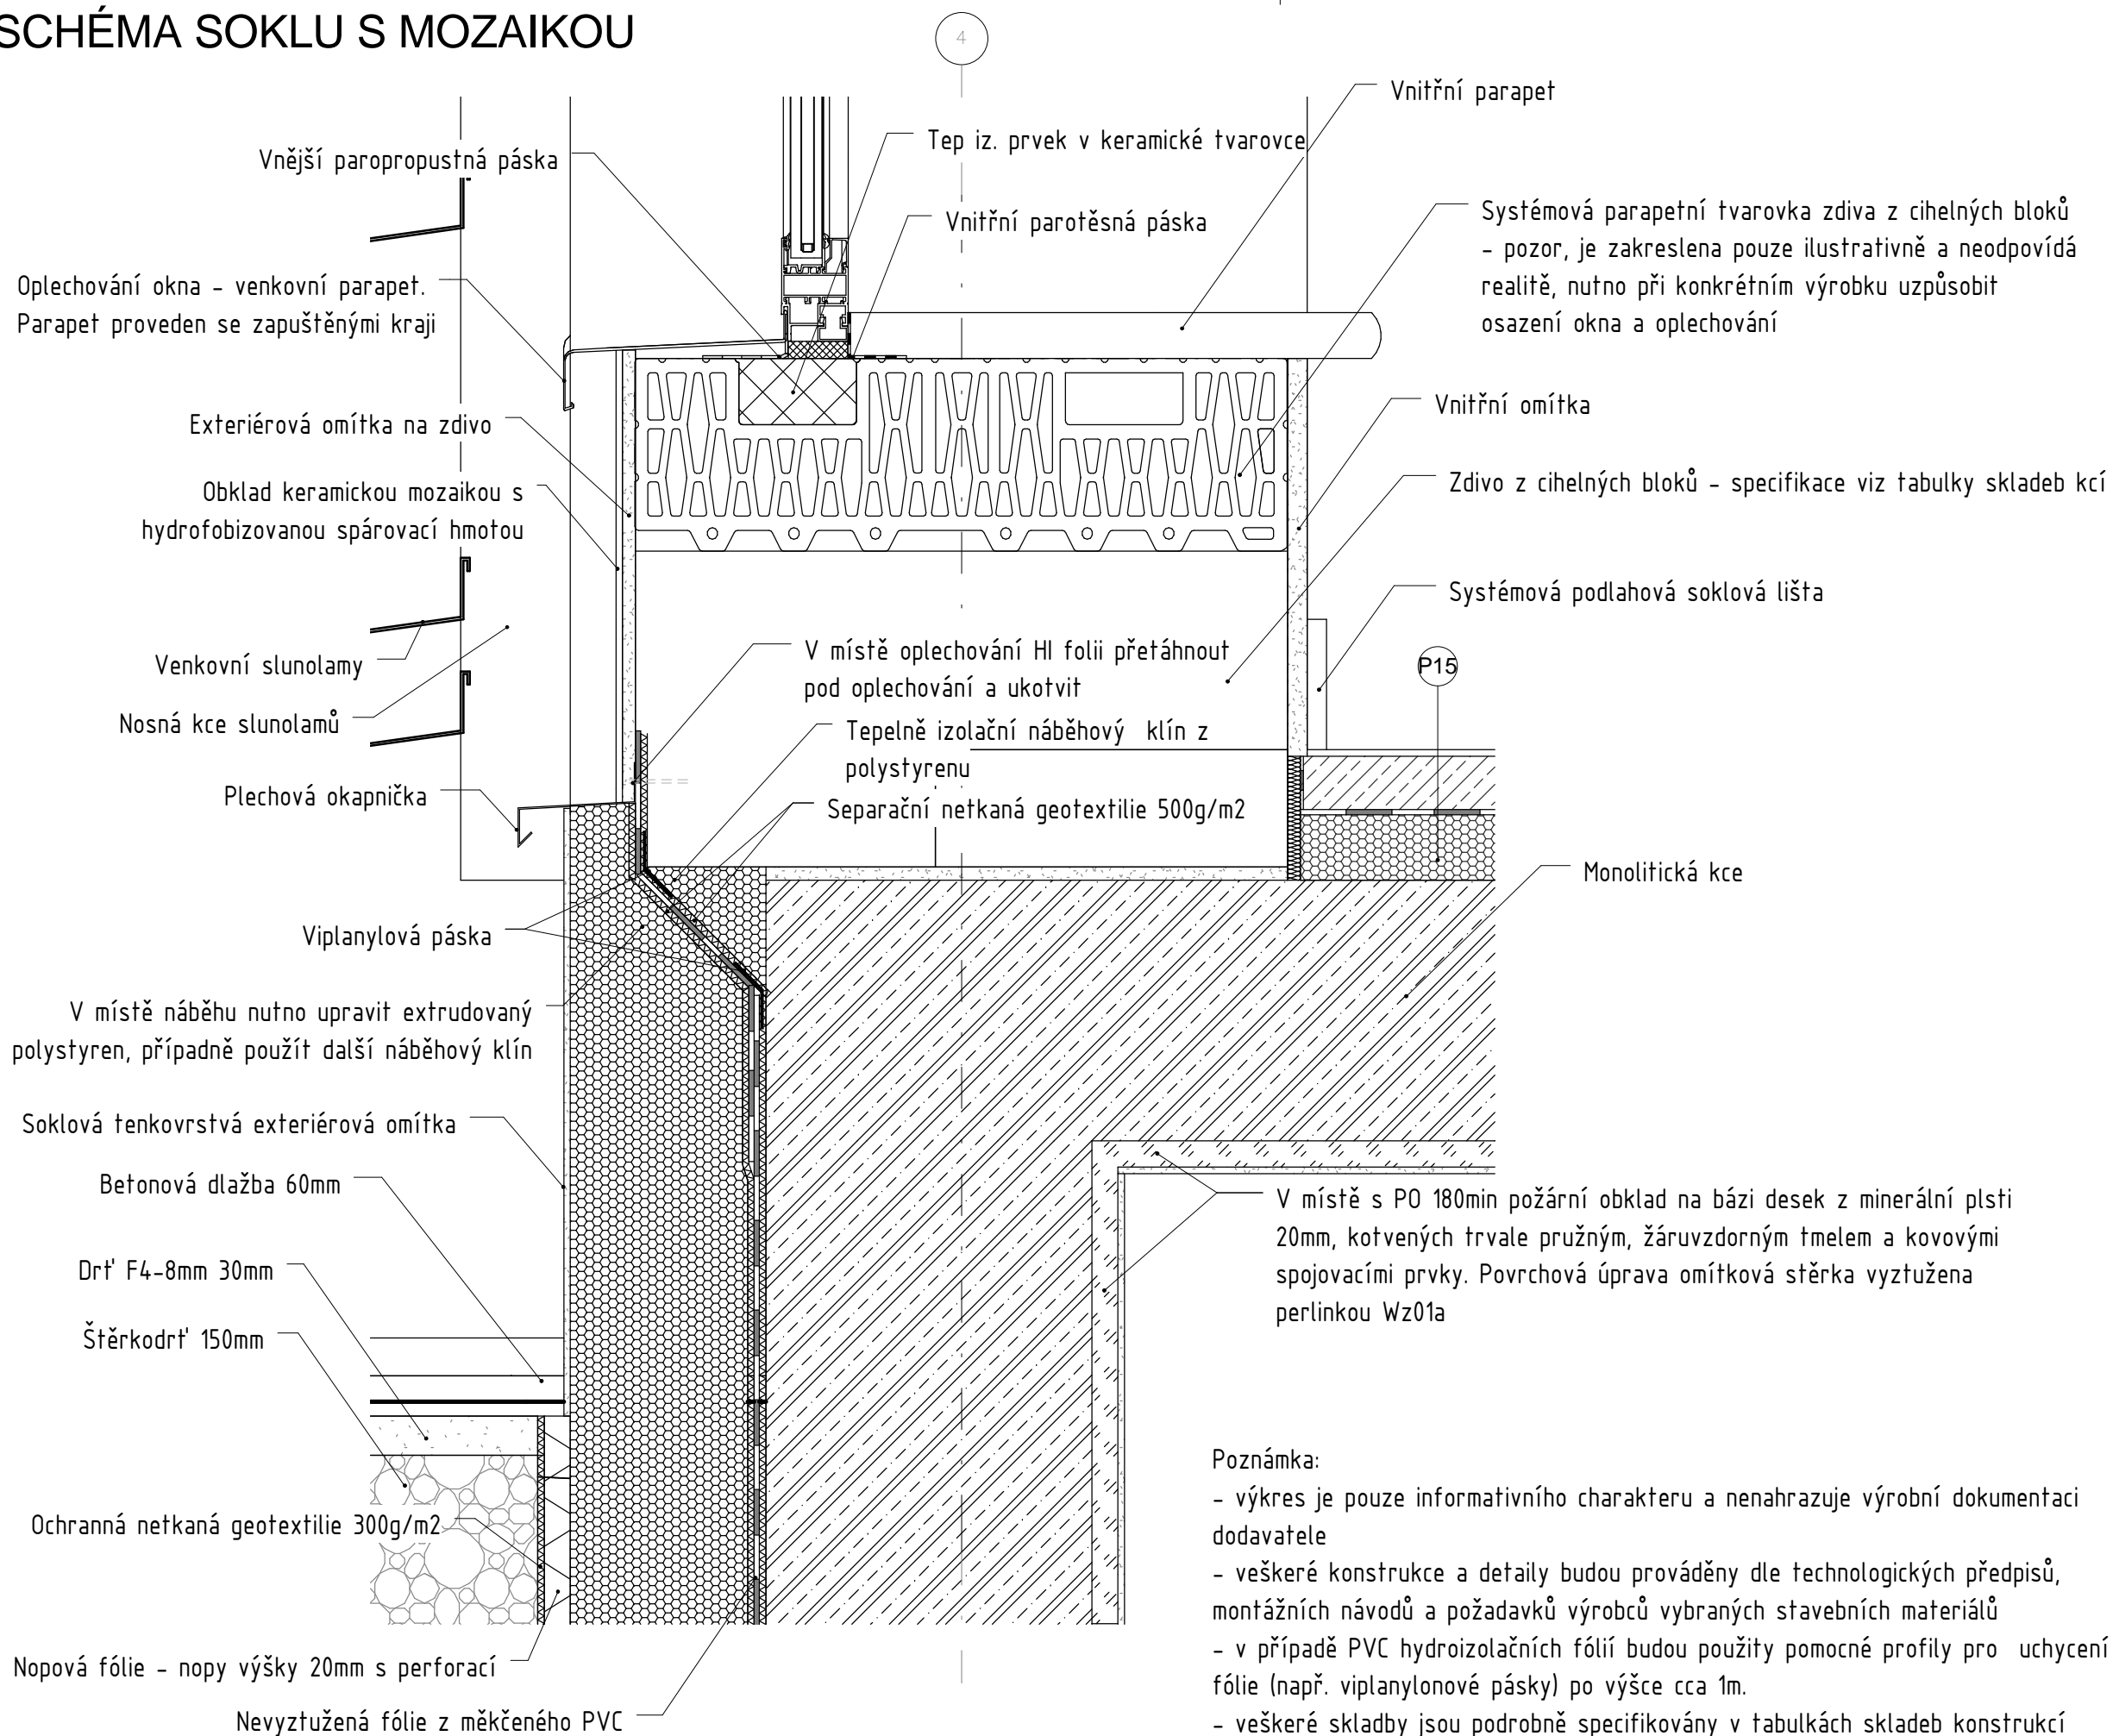 SCHÉMA SOKLU S MOZAIKOU
4
Vnitřní parapet
Tep iz. prvek v keramické tvarovce
Vnější paropropustná páska
Vnitřní parotěsná páska
Systémová parapetní tvarovka zdiva z cihelných bloků
- pozor, je zakreslena pouze ilustrativně a neodpovídá
realitě, nutno při konkrétním výrobku uzpůsobit
osazení okna a oplechování
Oplechování okna - venkovní parapet.
Parapet proveden se zapuštěnými kraji
Vnitřní omítka
Exteriérová omítka na zdivo
Zdivo z cihelných bloků - specifikace viz tabulky skladeb kcí
Obklad keramickou mozaikou s
hydrofobizovanou spárovací hmotou
Systémová podlahová soklová lišta
V místě oplechování HI folii přetáhnout
pod oplechování a ukotvit
Venkovní slunolamy
P15
Nosná kce slunolamů
Tepelně izolační náběhový klín z
polystyrenu
Plechová okapnička
Separační netkaná geotextilie 500g/m2
Monolitická kce
Viplanylová páska
V místě náběhu nutno upravit extrudovaný
polystyren, případně použít další náběhový klín
Soklová tenkovrstvá exteriérová omítka
Betonová dlažba 60mm
V místě s PO 180min požární obklad na bázi desek z minerální plsti
20mm, kotvených trvale pružným, žáruvzdorným tmelem a kovovými
spojovacími prvky. Povrchová úprava omítková stěrka vyztužena
perlinkou Wz01a
Drť F4-8mm 30mm
Štěrkodrť 150mm
Ochranná netkaná geotextilie 300g/m2
Nopová fólie - nopy výšky 20mm s perforací
Nevyztužená fólie z měkčeného PVC
Poznámka:
- výkres je pouze informativního charakteru a nenahrazuje výrobní dokumentaci
dodavatele
- veškeré konstrukce a detaily budou prováděny dle technologických předpisů,
montážních návodů a požadavků výrobců vybraných stavebních materiálů
- v případě PVC hydroizolačních fólií budou použity pomocné profily pro uchycení
fólie (např. viplanylonové pásky) po výšce cca 1m.
- veškeré skladby jsou podrobně specifikovány v tabulkách skladeb konstrukcí